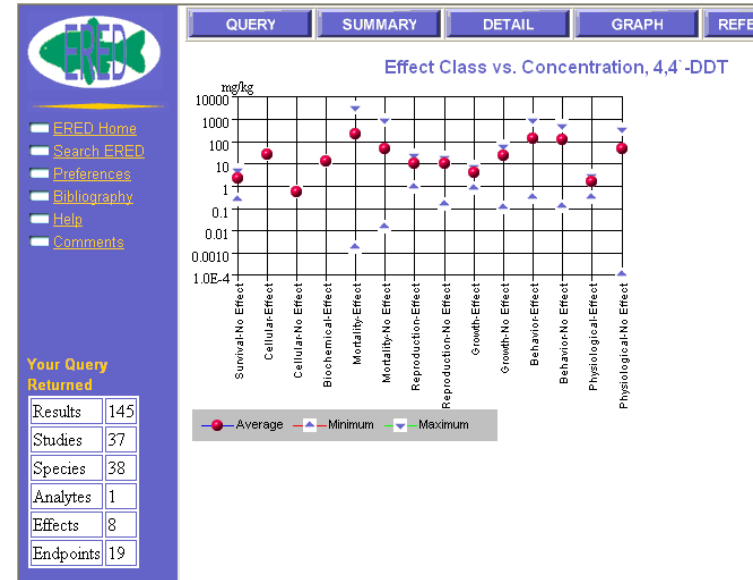 ERED
QUERY SUMMARY DETAIL GRAPH REFE
ERED Home
Search ERED
Preferences
Bibliography
Help
Comments
Your Query
Returned
Results 145
Studies 37
Species 38
Analytes 1
Effects 8
Endpoints 19
Effect Class vs. Concentration, 4,4`-DDT
mg/kg
10000
1000
100
10
1
0.1
0.01
0.0010
1.0E-4
Survival-No Effect
Cellular-Effect
Cellular-No Effect
Biochemical-Effect
Mortality-Effect
Mortality-No Effect
Reproduction-Effect
Reproduction-No Effect
Growth-Effect
Growth-No Effect
Behavior-Effect
Behavior-No Effect
Physiological-Effect
Physiological-No Effect
Average Minimum Maximum